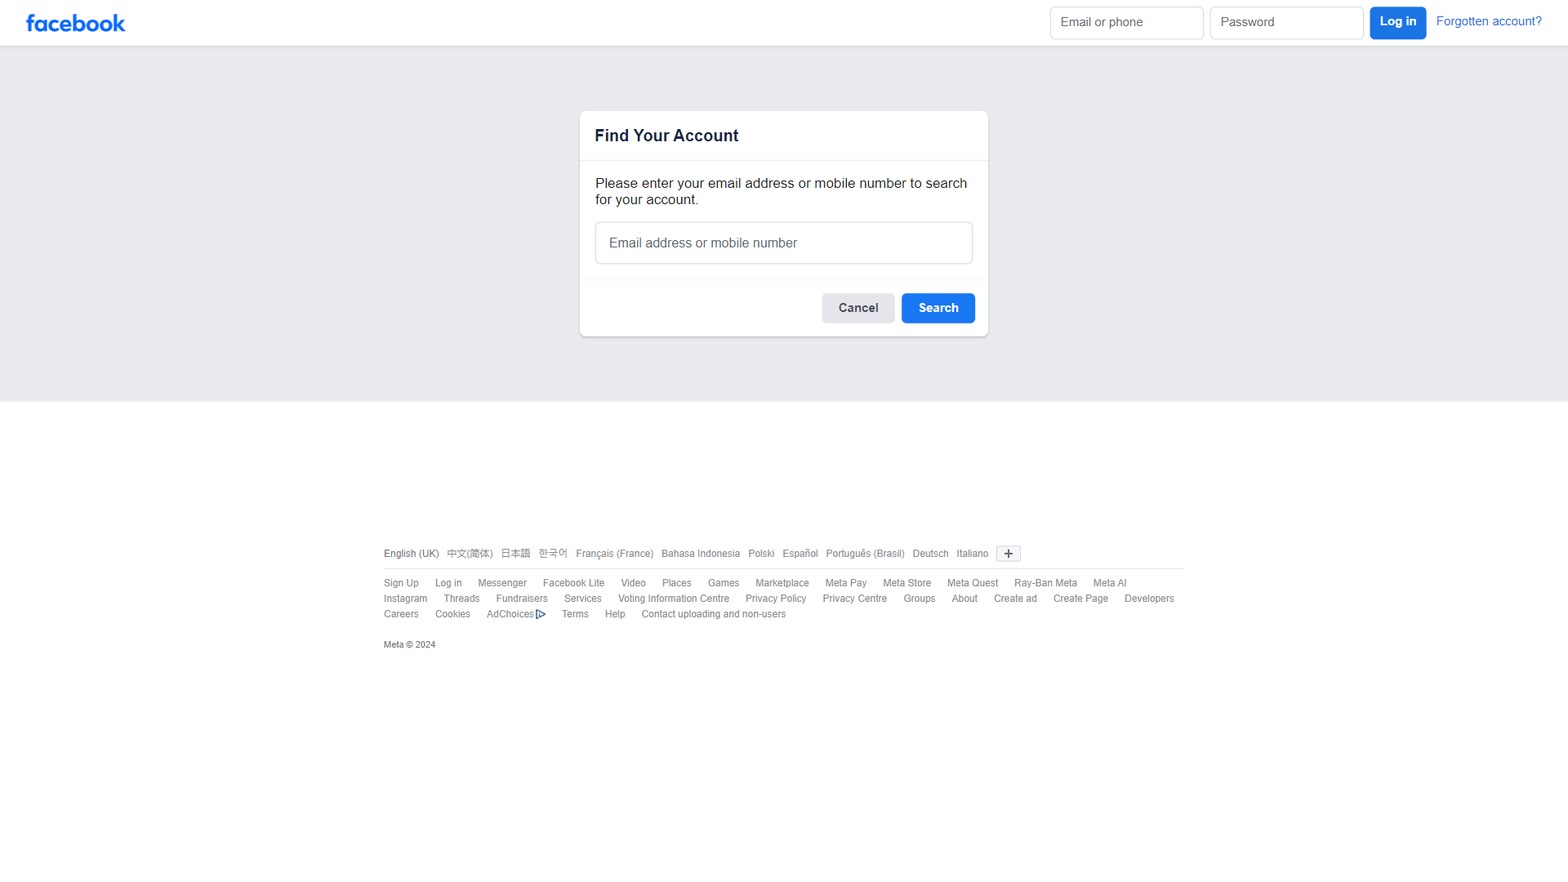 facebook
Email or phone
Password
Log in
Forgotten account?
Find Your Account
Please enter your email address or mobile number to search
for your account.
Email address or mobile number
Cancel
Search
English (UK) 中文(简体) 日本語 한국어 Français (France) Bahasa Indonesia Polski Español Português (Brasil) Deutsch Italiano +
Sign Up Log in Messenger Facebook Lite Video Places Games Marketplace Meta Pay Meta Store Meta Quest Ray-Ban Meta Meta AI
Instagram Threads Fundraisers Services Voting Information Centre Privacy Policy Privacy Centre Groups About Create ad Create Page Developers
Careers Cookies AdChoices Terms Help Contact uploading and non-users
Meta © 2024